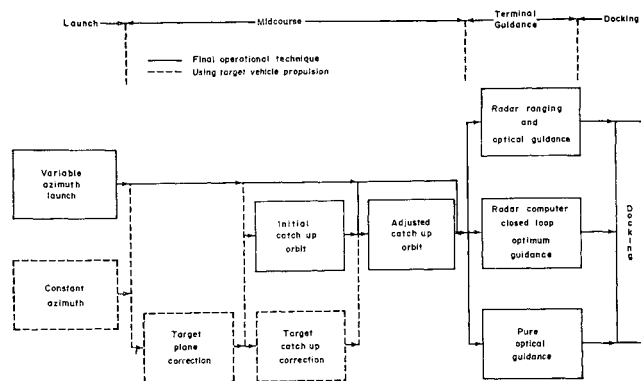 Launch
Midcourse
Terminal
Guidance
Docking
Final operational technique
Using target vehicle propulsion
Radar ranging
and
optical guidance
Variable
azimuth
launch
Initial
catch up
orbit
Adjusted
catch up
orbit
Radar computer
closed loop
optimum
guidance
Docking
Constant
azimuth
Target
plane
correction
Target
catch up
correction
Pure
optical
guidance